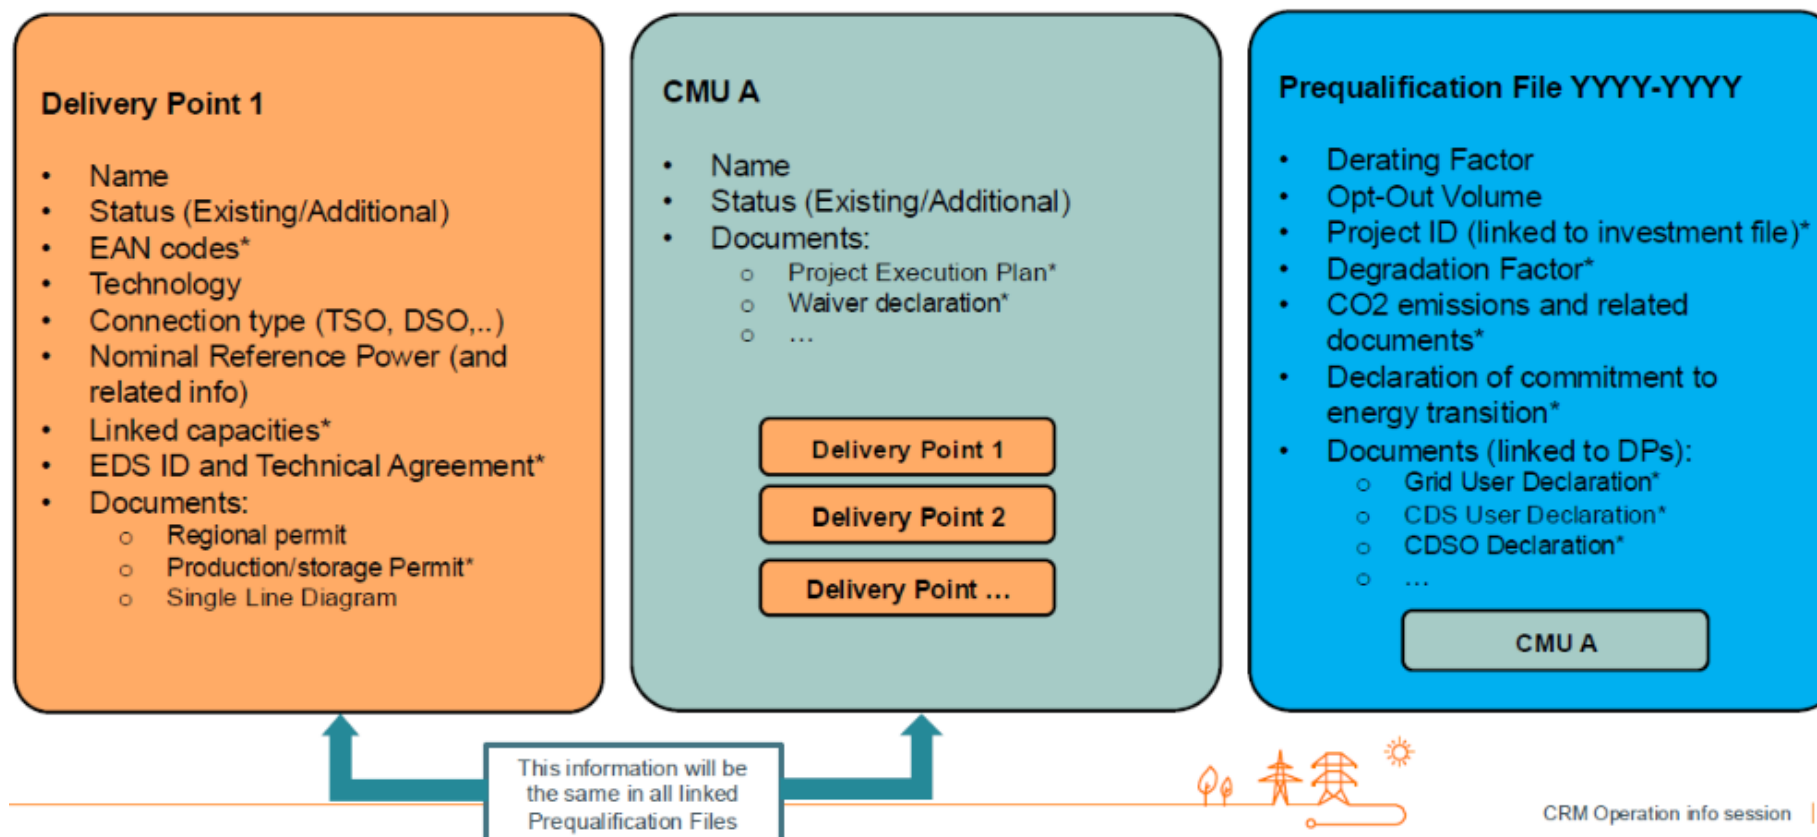 Delivery Point 1
• Name
• Status (Existing/Additional)
• EAN codes*
• Technology
• Connection type (TSO, DSO,..)
• Nominal Reference Power (and
related info)
• Linked capacities*
• EDS ID and Technical Agreement*
• Documents:
o Regional permit
o Production/storage Permit*
o Single Line Diagram
CMU A
• Name
• Status (Existing/Additional)
• Documents:
o Project Execution Plan*
o Waiver declaration*
o ...
Delivery Point 1
Delivery Point 2
Delivery Point ...
Prequalification File YYYY-YYYY
• Derating Factor
• Opt-Out Volume
• Project ID (linked to investment file)*
• Degradation Factor*
• CO2 emissions and related
documents*
• Declaration of commitment to
energy transition*
• Documents (linked to DPs):
o Grid User Declaration*
o CDS User Declaration*
o CDSO Declaration*
o ...
CMU A
This information will be
the same in all linked
Prequalification Files
CRM Operation info session |